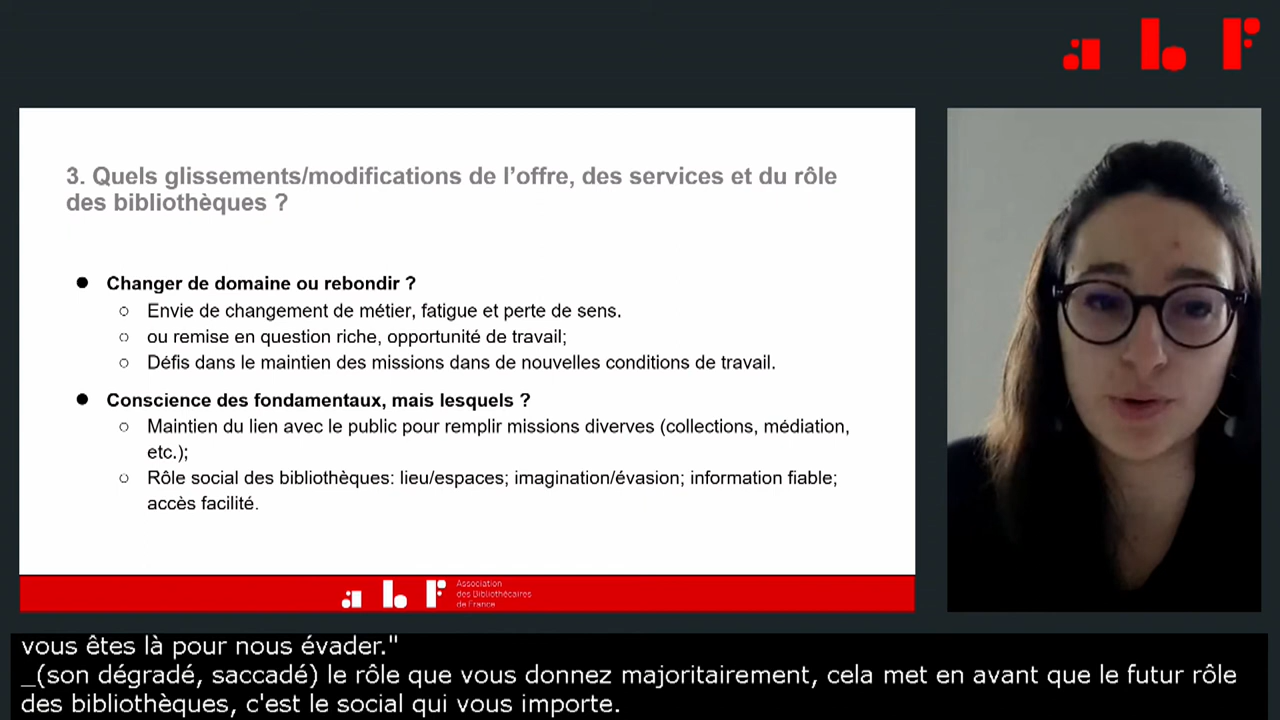 a b f
3. Quels glissements/modifications de l'offre, des services et du rôle
des bibliothèques ?
● Changer de domaine ou rebondir ?
○ Envie de changement de métier, fatigue et perte de sens.
○ ou remise en question riche, opportunité de travail;
○ Défis dans le maintien des missions dans de nouvelles conditions de travail.
● Conscience des fondamentaux, mais lesquels ?
○ Maintien du lien avec le public pour remplir missions diverses (collections, médiation,
etc.);
○ Rôle social des bibliothèques: lieu/espaces; imagination/évasion; information fiable;
accès facilité.
a b f
Association
des Bibliothécaires
de France
vous êtes là pour nous évader."
_(son dégradé, saccadé) le rôle que vous donnez majoritairement, cela met en avant que le futur rôle
des bibliothèques, c'est le social qui vous importe.